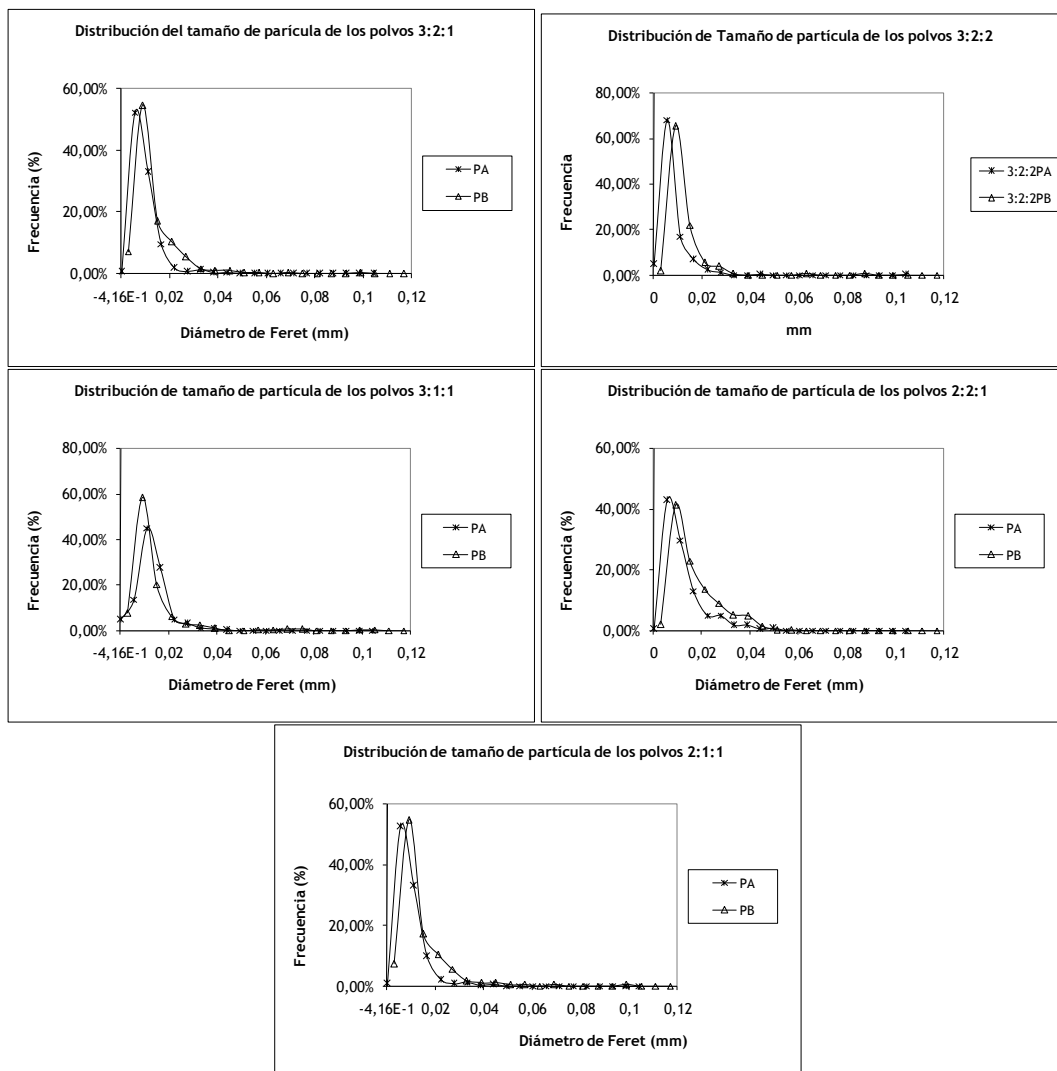 Distribución del tamaño de parícula de los polvos 3:2:1
60,00%
40,00%
20,00%
0,00%
Frecuencia (%)
-4,16E-1 0,02 0,04 0,06 0,08 0,1 0,12
Diámetro de Feret (mm)
PA
PB
Distribución de Tamaño de partícula de los polvos 3:2:2
80,00%
60,00%
40,00%
20,00%
0,00%
Frecuencia
0 0,02 0,04 0,06 0,08 0,1 0,12
mm
3:2:2PA
3:2:2PB
Distribución de tamaño de partícula de los polvos 3:1:1
80,00%
60,00%
40,00%
20,00%
0,00%
Frecuencia (%)
-4,16E-1 0,02 0,04 0,06 0,08 0,1 0,12
Diámetro de Feret (mm)
PA
PB
Distribución de tamaño de partícula de los polvos 2:2:1
60,00%
40,00%
20,00%
0,00%
Frecuencia (%)
0 0,02 0,04 0,06 0,08 0,1 0,12
Diámetro de Feret (mm)
PA
PB
Distribución de tamaño de partícula de los polvos 2:1:1
60,00%
40,00%
20,00%
0,00%
Frecuencia (%)
-4,16E-1 0,02 0,04 0,06 0,08 0,1 0,12
Diámetro de Feret (mm)
PA
PB